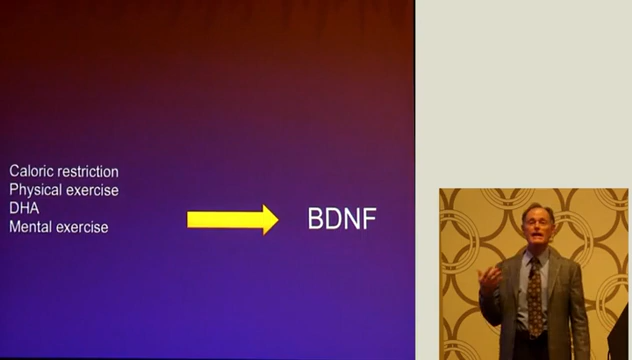 Caloric restriction
Physical exercise
DHA
Mental exercise
BDNF